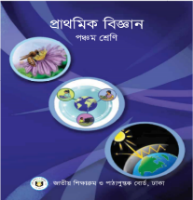 প্রাথমিক বিজ্ঞান
পঞ্চম শ্রেণি
জাতীয় শিক্ষাক্রম ও পাঠ্যপুস্তক বোর্ড, ঢাকা